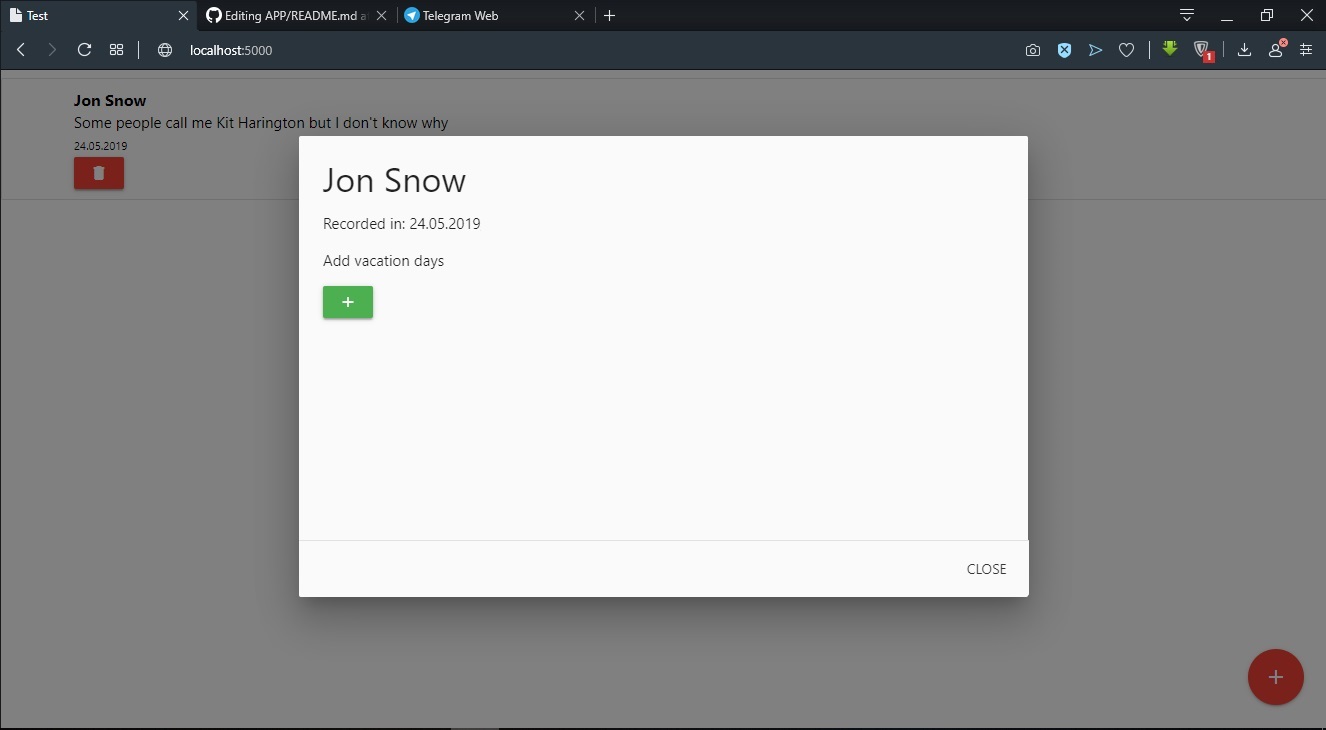 Test
Editing APP/README.md a
Telegram Web
localhost:5000
1
Jon Snow
Some people call me Kit Harington but I don't know why
24.05.2019
Jon Snow
Recorded in: 24.05.2019
Add vacation days
CLOSE